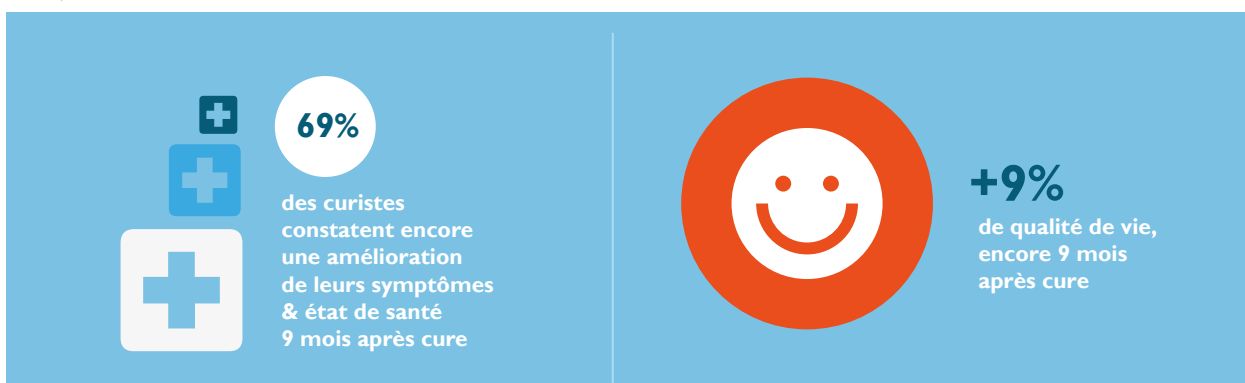 69%
des curistes
constatent encore
une amélioration
de leurs symptômes
& état de santé
9 mois après cure
+9%
de qualité de vie,
encore 9 mois
après cure